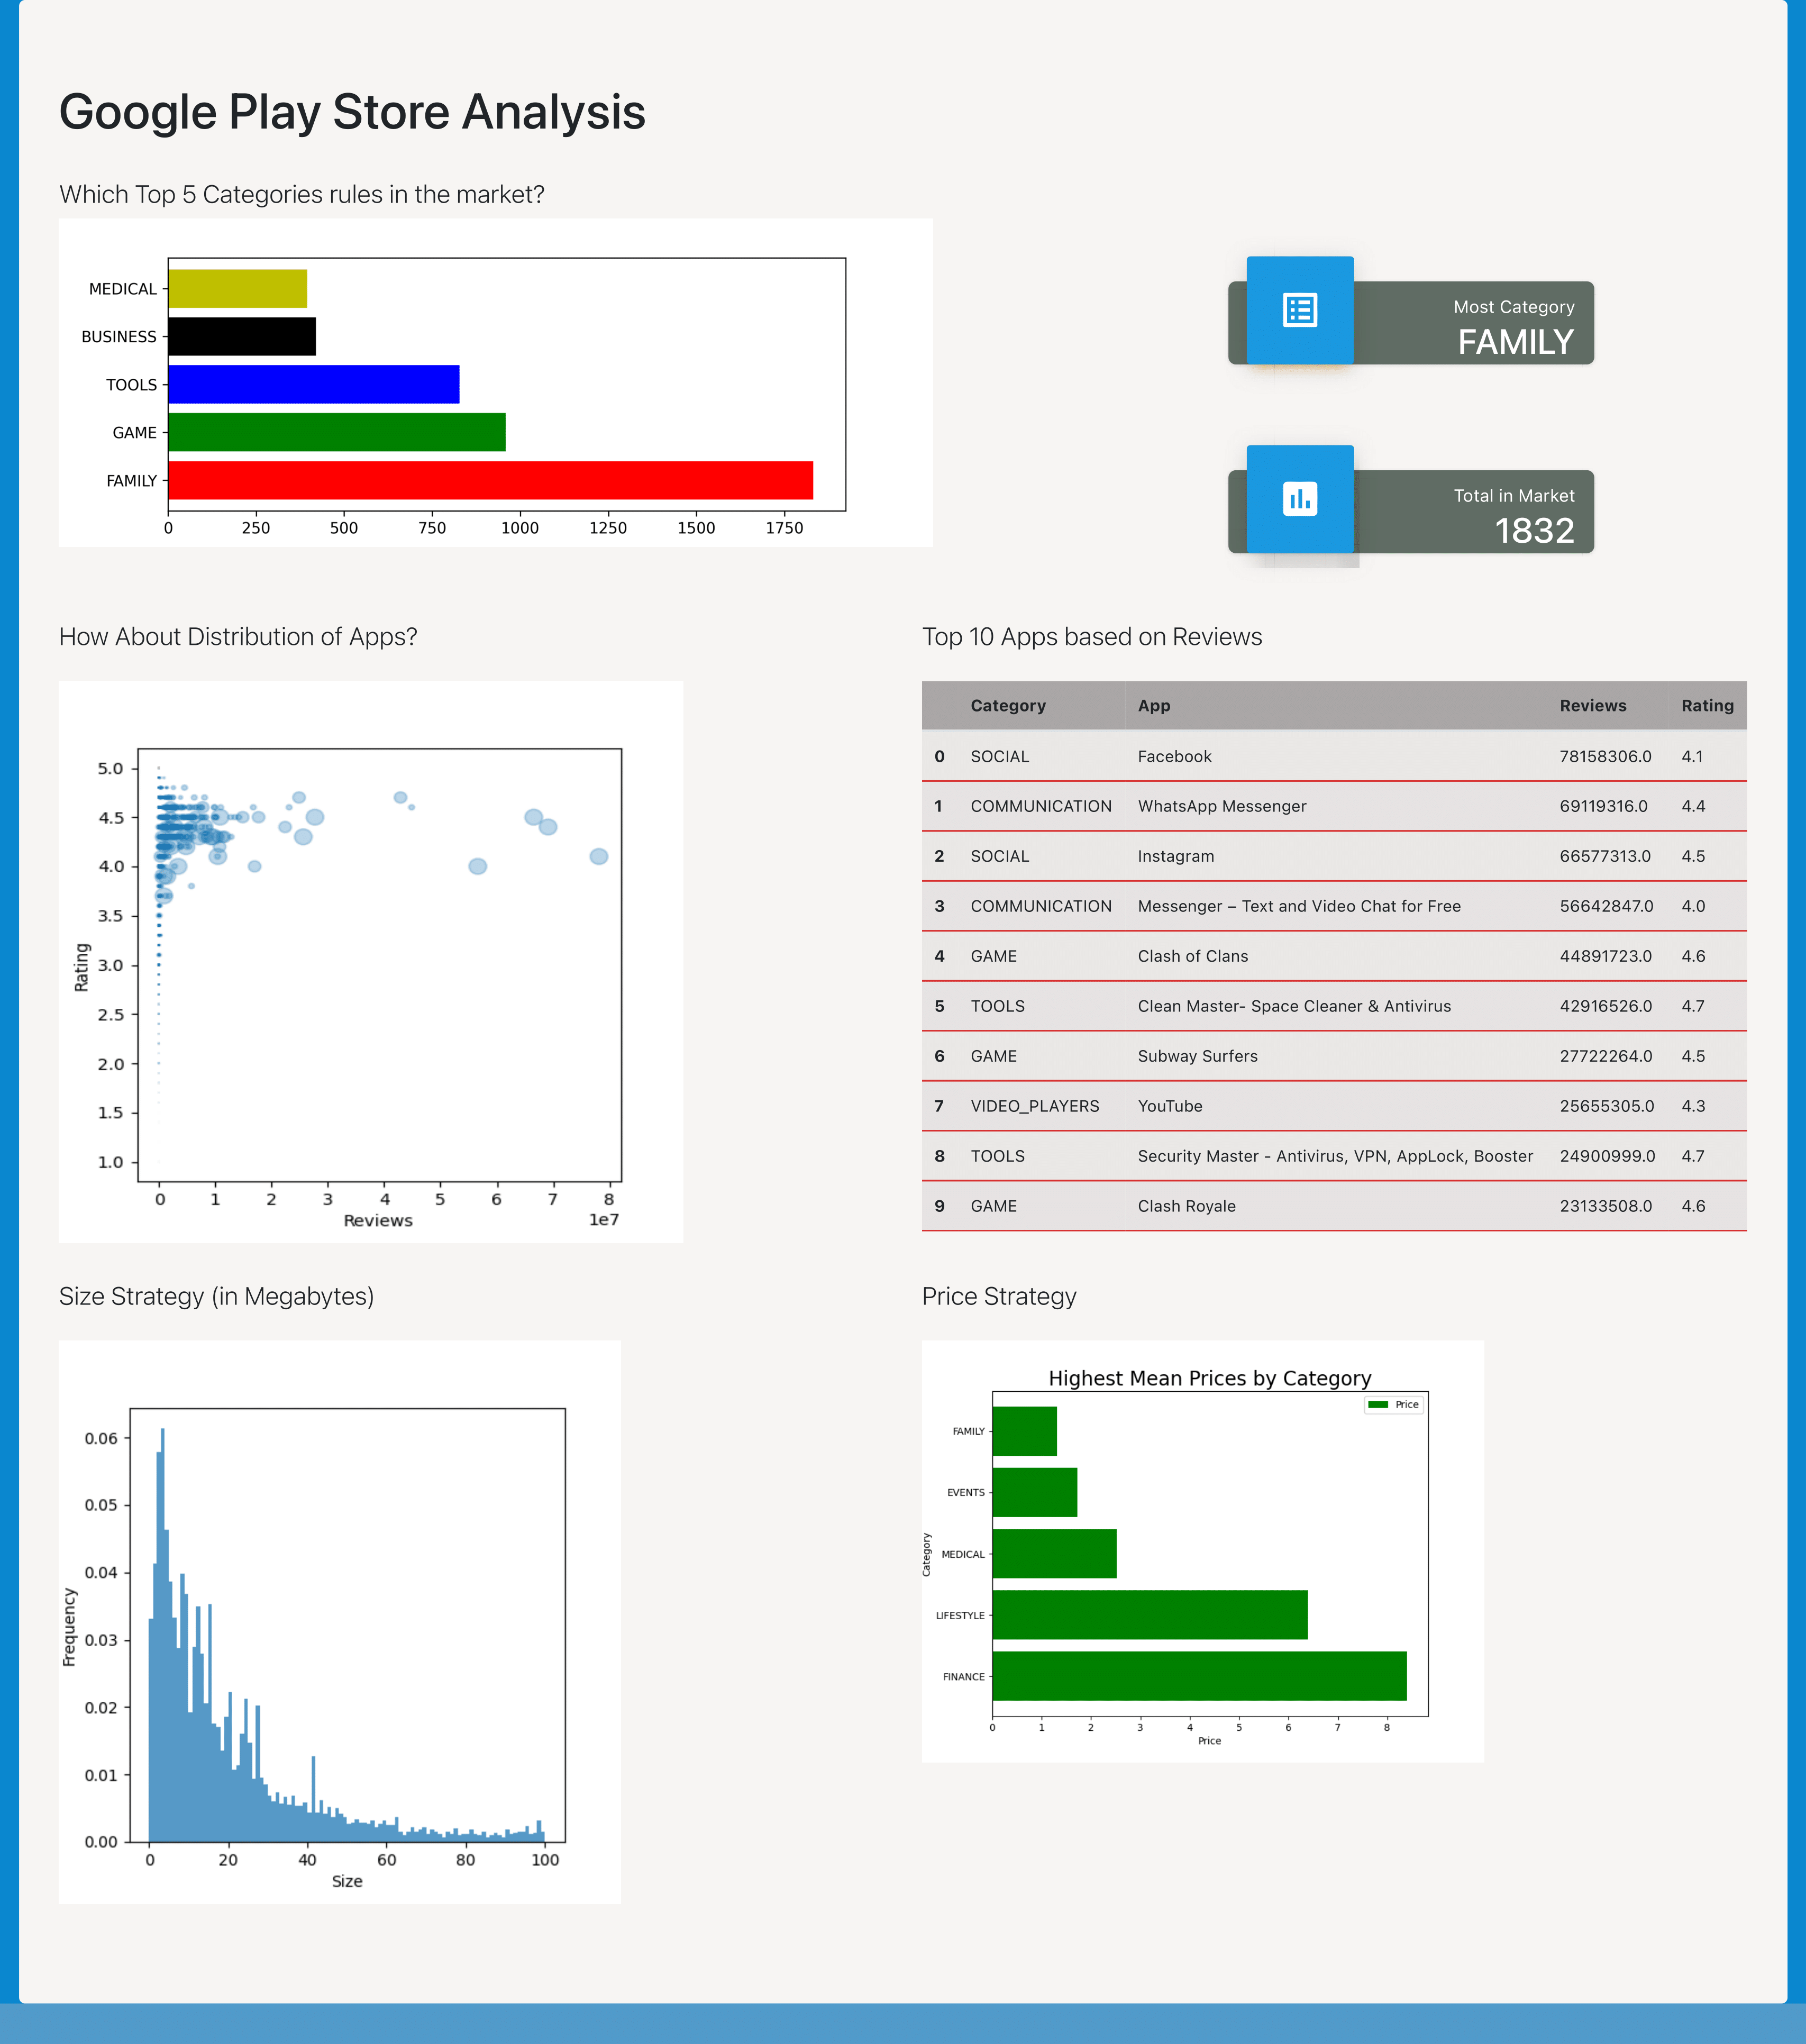 Google Play Store Analysis
Which Top 5 Categories rules in the market?
MEDICAL
BUSINESS
TOOLS
GAME
FAMILY
0 250 500 750 1000 1250 1500 1750
Most Category
FAMILY
Total in Market
1832
How About Distribution of Apps?
5.0
4.5
4.0
3.5
3.0
2.5
2.0
1.5
1.0
Rating
0 1 2 3 4 5 6 7 8
Reviews 1e7
Top 10 Apps based on Reviews
Category App Reviews Rating
0 SOCIAL Facebook 78158306.0 4.1
1 COMMUNICATION WhatsApp Messenger 69119316.0 4.4
2 SOCIAL Instagram 66577313.0 4.5
3 COMMUNICATION Messenger – Text and Video Chat for Free 56642847.0 4.0
4 GAME Clash of Clans 44891723.0 4.6
5 TOOLS Clean Master- Space Cleaner & Antivirus 42916526.0 4.7
6 GAME Subway Surfers 27722264.0 4.5
7 VIDEO_PLAYERS YouTube 25655305.0 4.3
8 TOOLS Security Master - Antivirus, VPN, AppLock, Booster 24900999.0 4.7
9 GAME Clash Royale 23133508.0 4.6
Size Strategy (in Megabytes)
0.06
0.05
0.04
0.03
0.02
0.01
0.00
Frequency
0 20 40 60 80 100
Size
Price Strategy
Highest Mean Prices by Category
Price
FAMILY
EVENTS
MEDICAL
LIFESTYLE
FINANCE
Category
0 1 2 3 4 5 6 7 8
Price